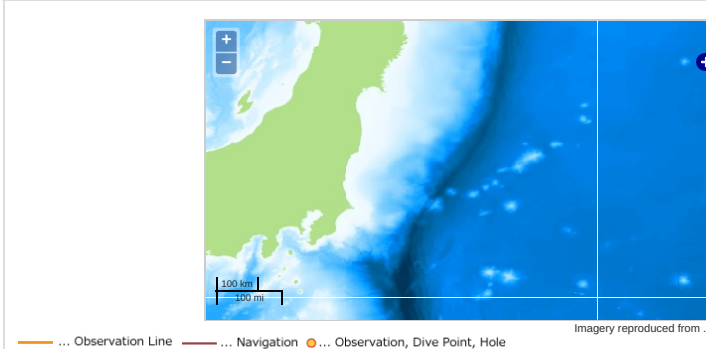 +
−
100 km
100 mi
Imagery reproduced from .
... Observation Line ... Navigation ... Observation, Dive Point, Hole